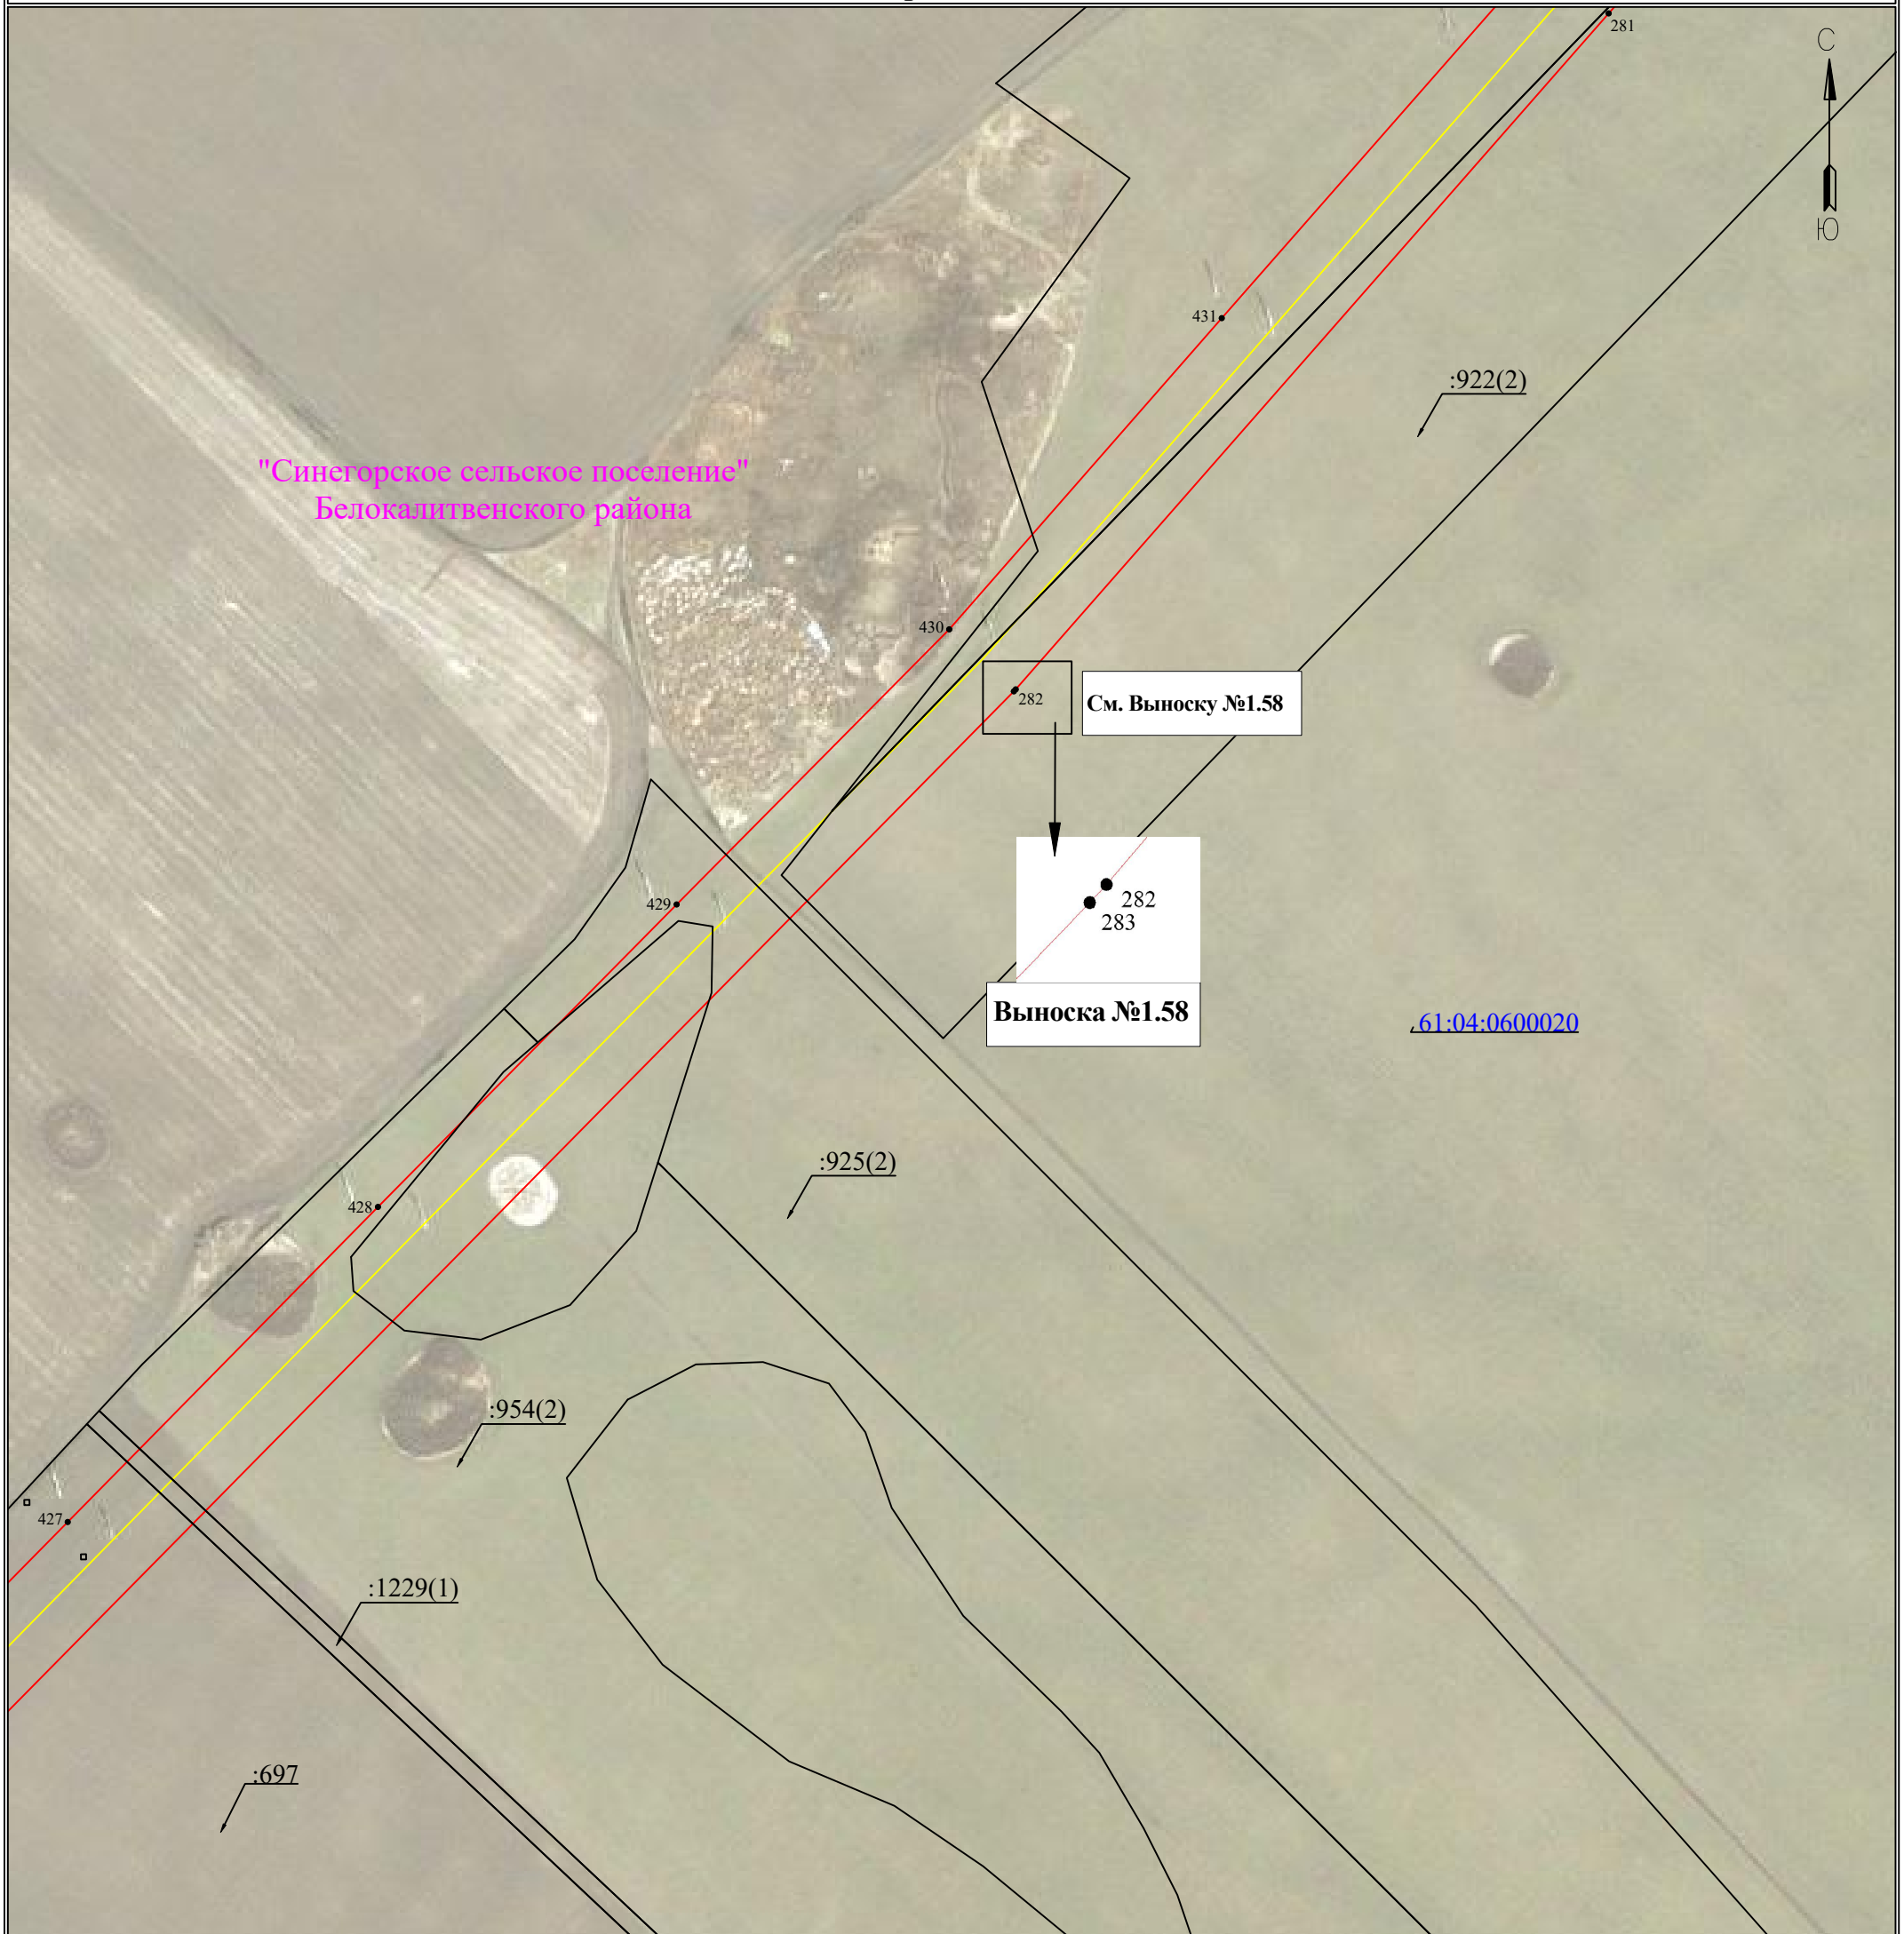 281
С
Ю
431
:922(2)
"Синегорское сельское поселение"
Белокалитвенского района
430
282
См. Выноску №1.58
429
282
283
Выноска №1.58
61:04:0600020
:925(2)
428
:954(2)
427
:1229(1)
:697